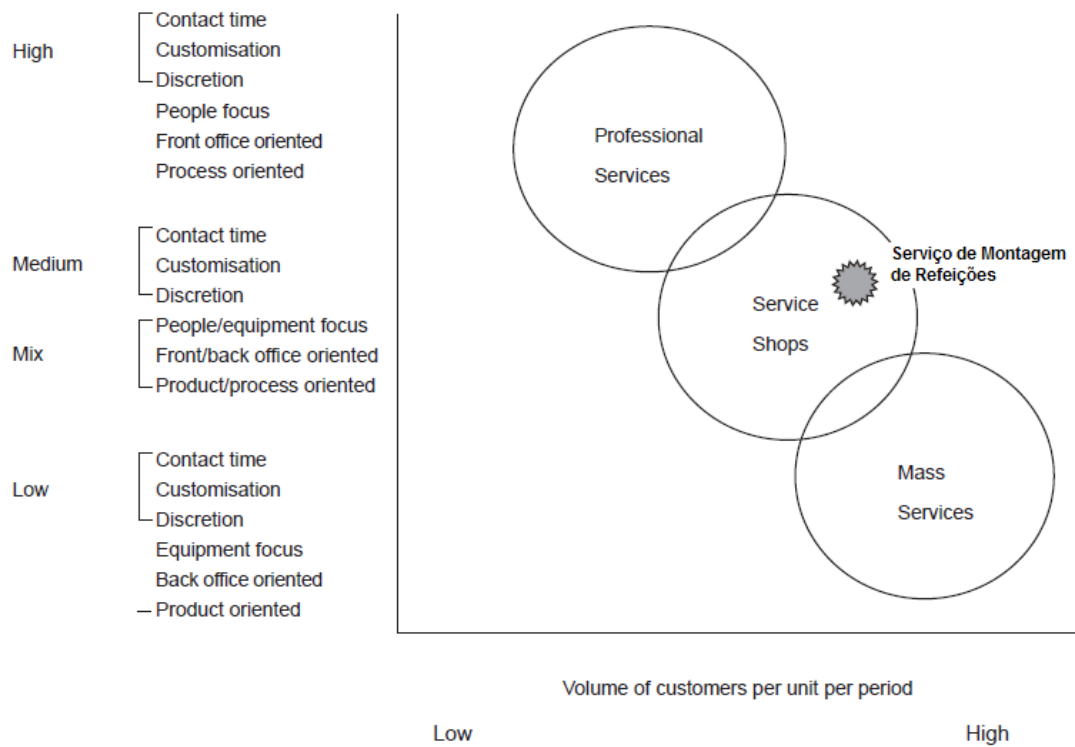 High
Contact time
Customisation
Discretion
People focus
Front office oriented
Process oriented
Medium
Contact time
Customisation
Discretion
Mix
People/equipment focus
Front/back office oriented
Product/process oriented
Low
Contact time
Customisation
Discretion
Equipment focus
Back office oriented
Product oriented
Professional
Services
Serviço de Montagem
de Refeições
Service
Shops
Mass
Services
Volume of customers per unit per period
Low
High